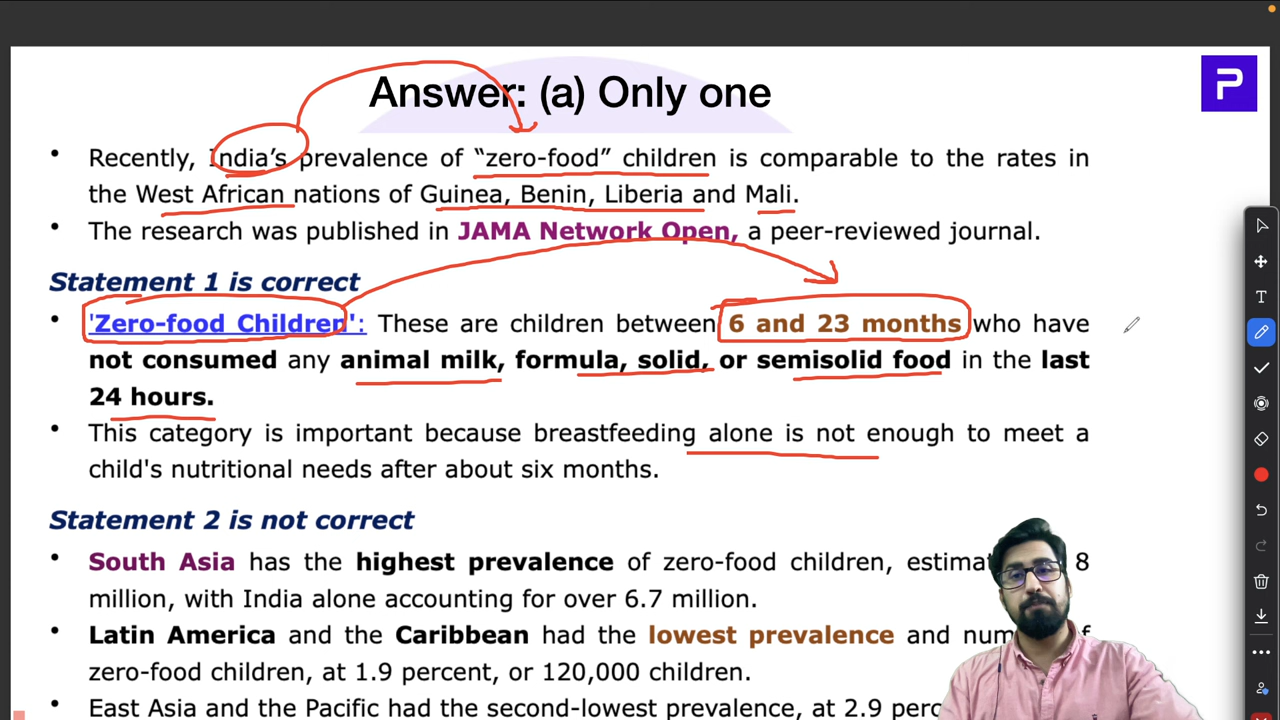 Answer: (a) Only one
P
• Recently, India's prevalence of “zero-food” children is comparable to the rates in
the West African nations of Guinea, Benin, Liberia and Mali.
• The research was published in JAMA Network Open, a peer-reviewed journal.
Statement 1 is correct
• 'Zero-food Children': These are children between 6 and 23 months who have
not consumed any animal milk, formula, solid, or semisolid food in the last
24 hours.
• This category is important because breastfeeding alone is not enough to meet a
child's nutritional needs after about six months.
Statement 2 is not correct
• South Asia has the highest prevalence of zero-food children, 8
million, with India alone accounting for over 6.7 million.
• Latin America and the Caribbean had the lowest prevalence and
zero-food children, at 1.9 percent, or 120,000 children.
• East Asia and the Pacific had the second-lowest prevalence, at 2.9
T